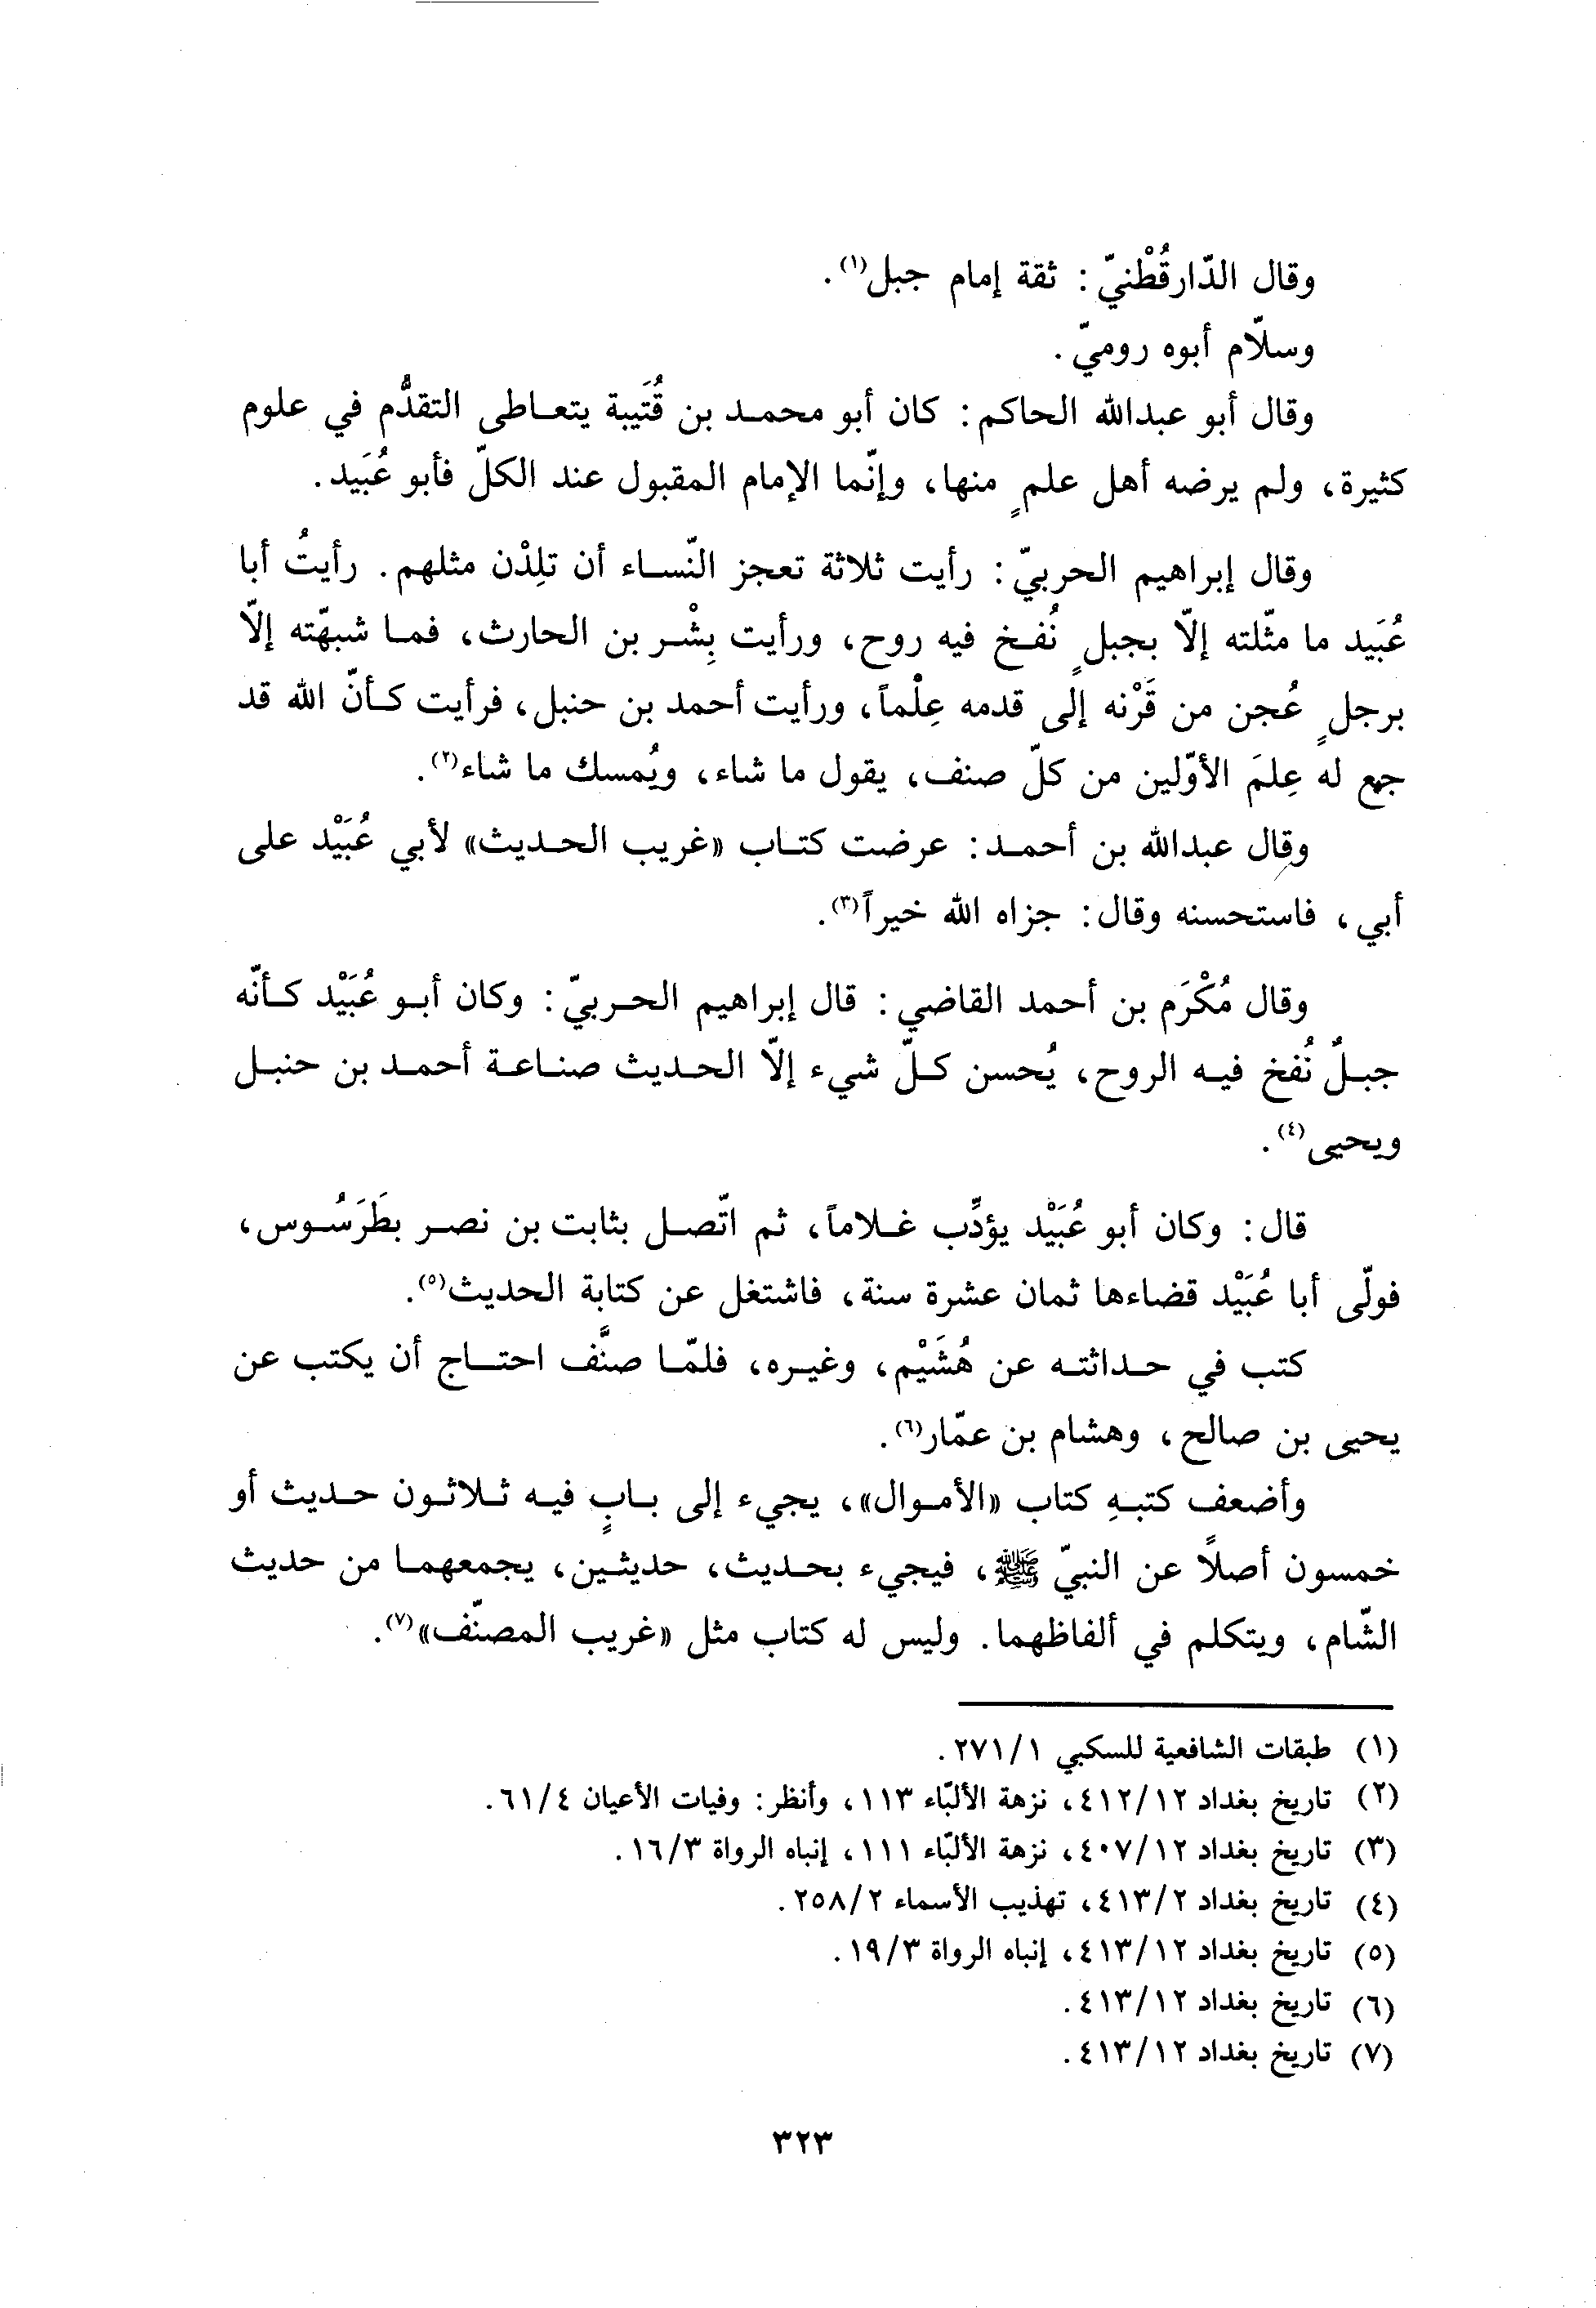 وقال الدّارقُطْنيّ: ثقة إمام جبل(١).
وسلّام أبوه روميّ.
وقال أبو عبدالله الحاكم: كان أبو محمد بن قُتَيبة يتعاطى التقدُّم في علوم
كثيرة، ولم يرضه أهل علمٍ منها، وإنّما الإمام المقبول عند الكلّ فأبو عُبَيد.
وقال إبراهيم الحربيّ: رأيت ثلاثة تعجز النّساء أن تلِدْن مثلهم. رأيتُ أبا
عُبَيد ما مثّلته إلّا بجبلٍ نُفخ فيه روح، ورأيت بِشْر بن الحارث، فما شبهّته إلّا
برجلٍ عُجن من قَرْنه إلى قدمه عِلْماً، ورأيت أحمد بن حنبل، فرأيت كأنّ الله قد
جمع له عِلمَ الأوّلين من كلّ صنف، يقول ما شاء، ويُمسك ما شاء(٢).
وقال عبدالله بن أحمد: عرضت كتاب «غريب الحديث» لأبي عُبَيْد على
أبي، فاستحسنه وقال: جزاه الله خيراً(٣).
وقال مُكْرَم بن أحمد القاضي: قال إبراهيم الحربيّ: وكان أبو عُبَيْد كأنّه
جبلٌ نُفخ فيه الروح، يُحسن كلّ شيء إلّا الحديث صناعة أحمد بن حنبل
ويحيى(٤).
قال: وكان أبو عُبَيْد يؤدِّب غلاماً، ثم اتّصل بثابت بن نصر بطَرَسُوس،
فولّى أبا عُبَيْد قضاءها ثمان عشرة سنة، فاشتغل عن كتابة الحديث(٥).
كتب في حداثته عن هُشَيْم، وغيره، فلمّا صنَّف احتاج أن يكتب عن
يحيى بن صالح، وهشام بن عمّار(٦).
وأضعف كتبهِ كتاب «الأموال»، يجيء إلى بابٍ فيه ثلاثون حديث أو
خمسون أصلًا عن النبيّ ﷺ، فيجيء بحديث، حديثين، يجمعهما من حديث
الشّام، ويتكلم في ألفاظهما. وليس له كتاب مثل «غريب المصنّف»(٧).
(١) طبقات الشافعية للسكبي ٢٧١/١.
(٢) تاريخ بغداد ٤١٢/١٢، نزهة الألبّاء ١١٣، وأنظر: وفيات الأعيان ٦١/٤.
(٣) تاريخ بغداد ٤٠٧/١٢، نزهة الألبّاء ١١١، إنباه الرواة ١٦/٣.
(٤) تاريخ بغداد ٤١٣/٢، تهذيب الأسماء ٢٥٨/٢.
(٥) تاريخ بغداد ٤١٣/١٢، إنباه الرواة ١٩/٣.
(٦) تاريخ بغداد ٤١٣/١٢.
(٧) تاريخ بغداد ٤١٣/١٢.
٣٢٣